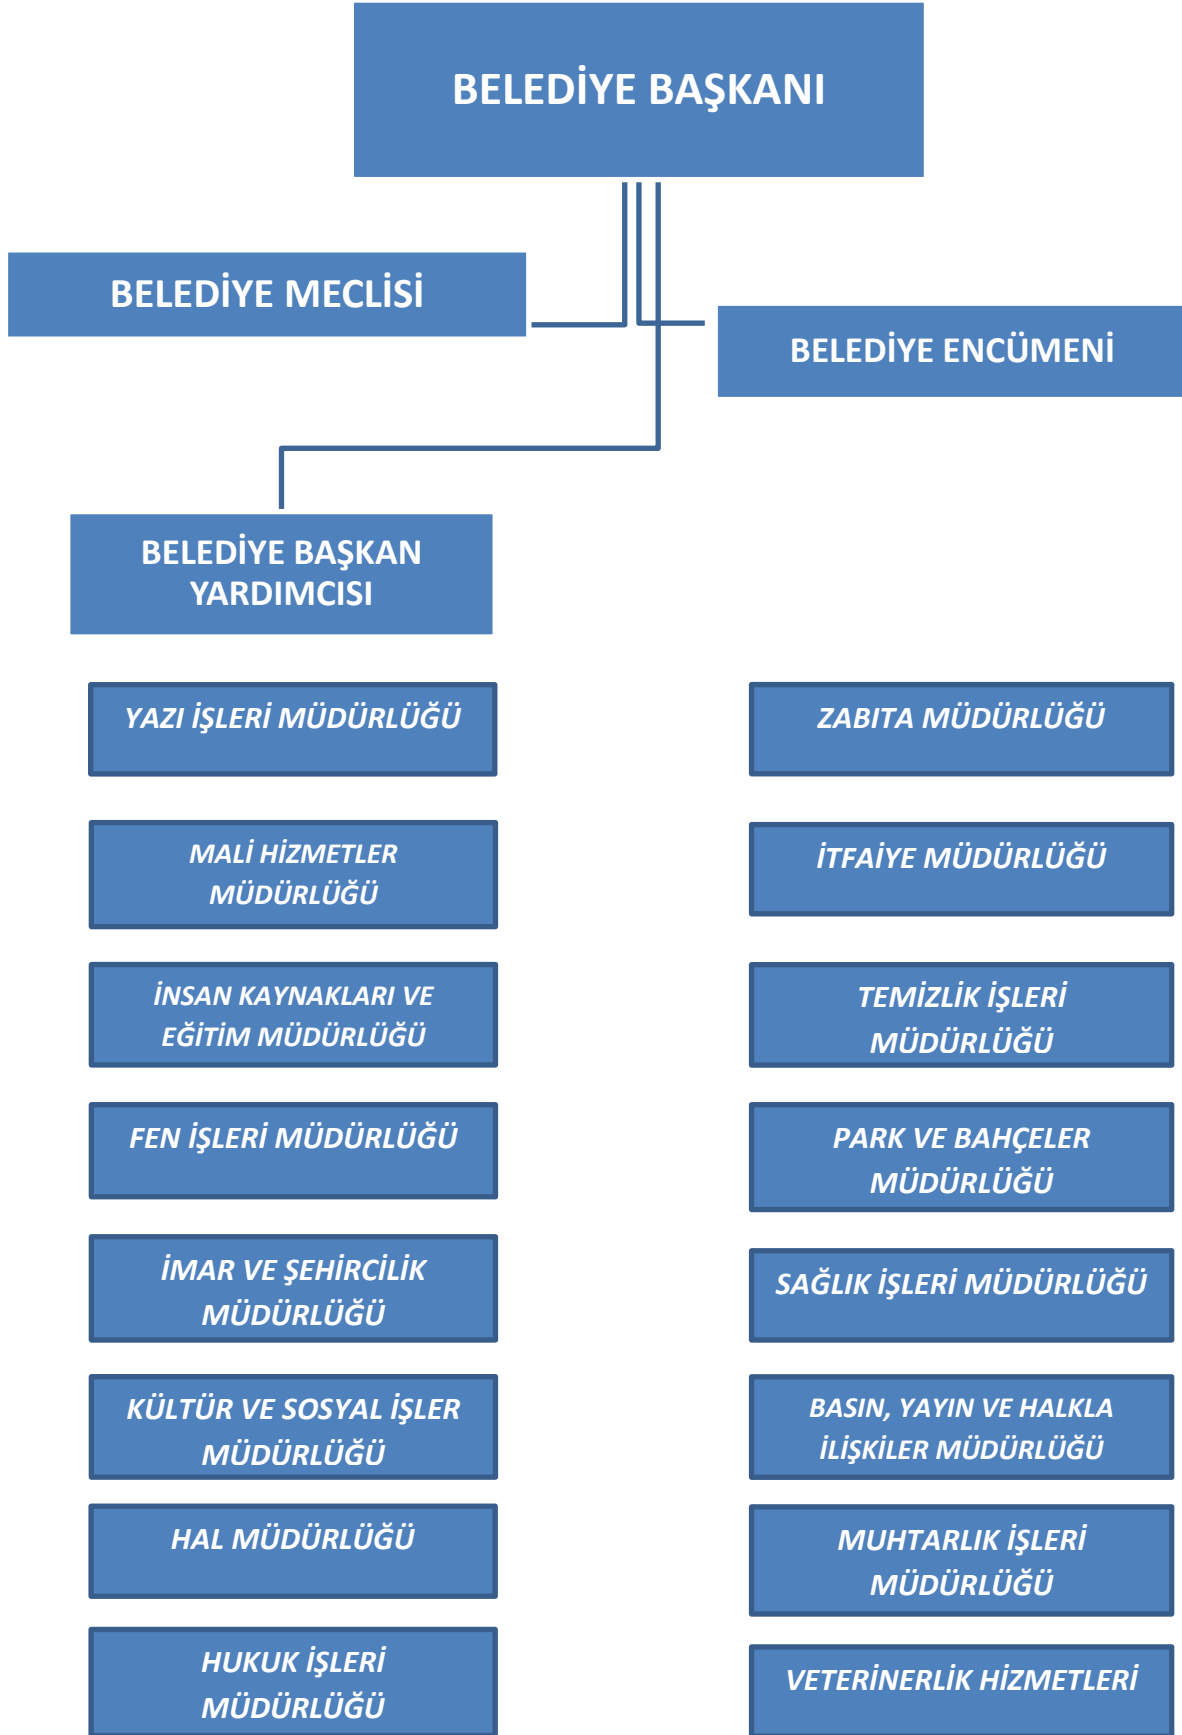 BELEDİYE BAŞKANI
BELEDİYE MECLİSİ
BELEDİYE ENCÜMENİ
BELEDİYE BAŞKAN
YARDIMCISI
YAZI İŞLERİ MÜDÜRLÜĞÜ
ZABITA MÜDÜRLÜĞÜ
MALİ HİZMETLER
MÜDÜRLÜĞÜ
İTFAİYE MÜDÜRLÜĞÜ
İNSAN KAYNAKLARI VE
EĞİTİM MÜDÜRLÜĞÜ
TEMİZLİK İŞLERİ
MÜDÜRLÜĞÜ
FEN İŞLERİ MÜDÜRLÜĞÜ
PARK VE BAHÇELER
MÜDÜRLÜĞÜ
İMAR VE ŞEHİRCİLİK
MÜDÜRLÜĞÜ
SAĞLIK İŞLERİ MÜDÜRLÜĞÜ
KÜLTÜR VE SOSYAL İŞLER
MÜDÜRLÜĞÜ
BASIN, YAYIN VE HALKLA
İLİŞKİLER MÜDÜRLÜĞÜ
HAL MÜDÜRLÜĞÜ
MUHTARLIK İŞLERİ
MÜDÜRLÜĞÜ
HUKUK İŞLERİ
MÜDÜRLÜĞÜ
VETERİNERLİK HİZMETLERİ